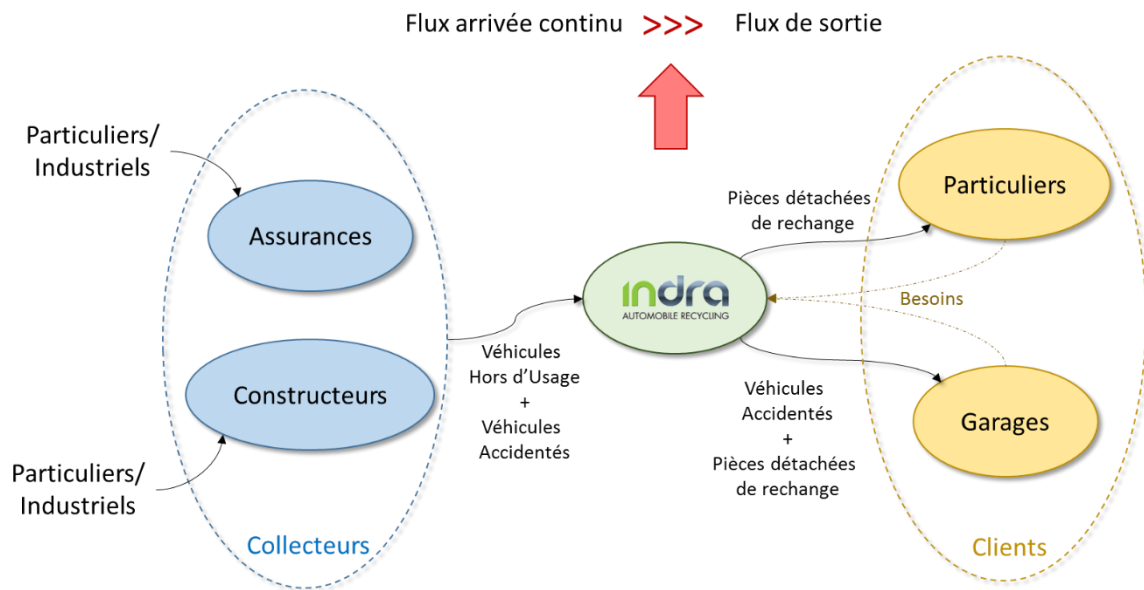 Flux arrivée continu >>> Flux de sortie
Particuliers/
Industriels
Assurances
Constructeurs
Particuliers/
Industriels
Collecteurs
Véhicules
Hors d’Usage
+
Véhicules
Accidentés
indra
AUTOMOBILE RECYCLING
Pièces détachées
de rechange
Besoins
Véhicules
Accidentés
+
Pièces détachées
de rechange
Particuliers
Garages
Clients